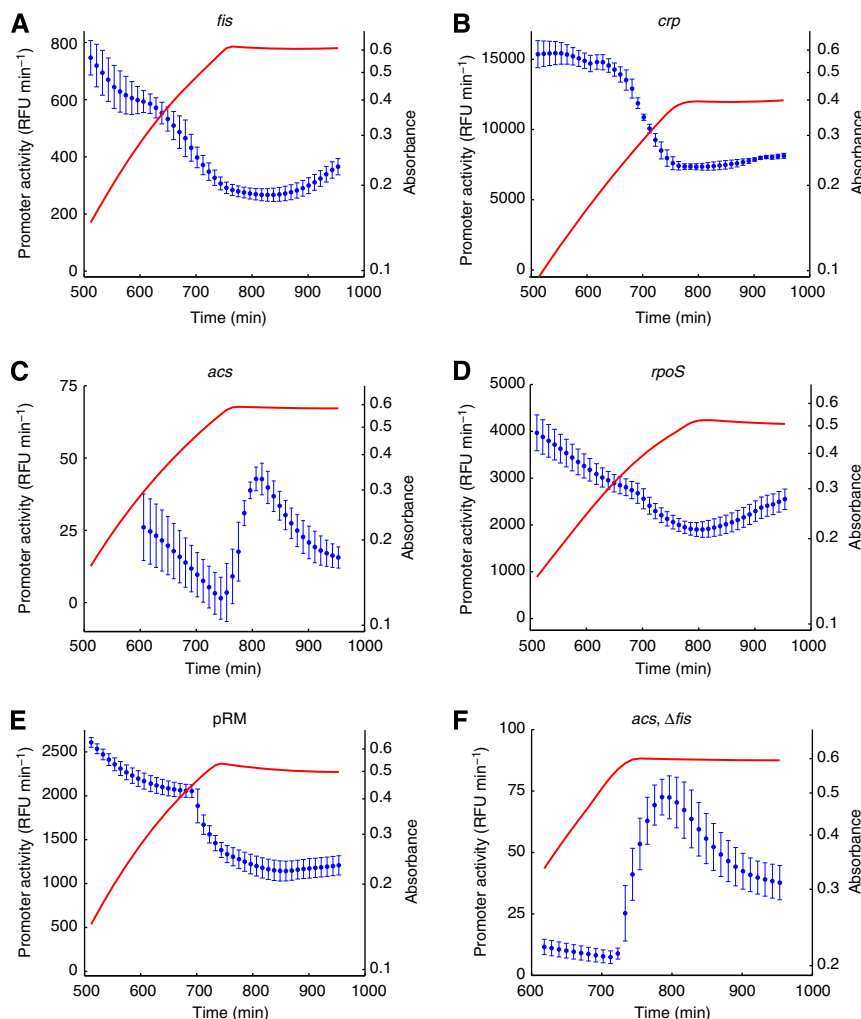 A
fis
800
600
400
200
0
Promoter activity (RFU min−1)
0.6
0.5
0.4
0.3
0.2
0.1
Absorbance
500 600 700 800 900 1000
Time (min)
B
crp
15000
10000
5000
0
Promoter activity (RFU min−1)
0.6
0.5
0.4
0.3
0.2
0.1
Absorbance
500 600 700 800 900 1000
Time (min)
C
acs
75
50
25
0
Promoter activity (RFU min−1)
0.6
0.5
0.4
0.3
0.2
0.1
Absorbance
500 600 700 800 900 1000
Time (min)
D
rpoS
5000
4000
3000
2000
1000
0
Promoter activity (RFU min−1)
0.6
0.5
0.4
0.3
0.2
0.1
Absorbance
500 600 700 800 900 1000
Time (min)
E
pRM
2500
2000
1500
1000
500
0
Promoter activity (RFU min−1)
0.6
0.5
0.4
0.3
0.2
0.1
Absorbance
500 600 700 800 900 1000
Time (min)
F
acs, Δfis
100
75
50
25
0
Promoter activity (RFU min−1)
0.6
0.5
0.4
0.3
0.2
Absorbance
600 700 800 900 1000
Time (min)